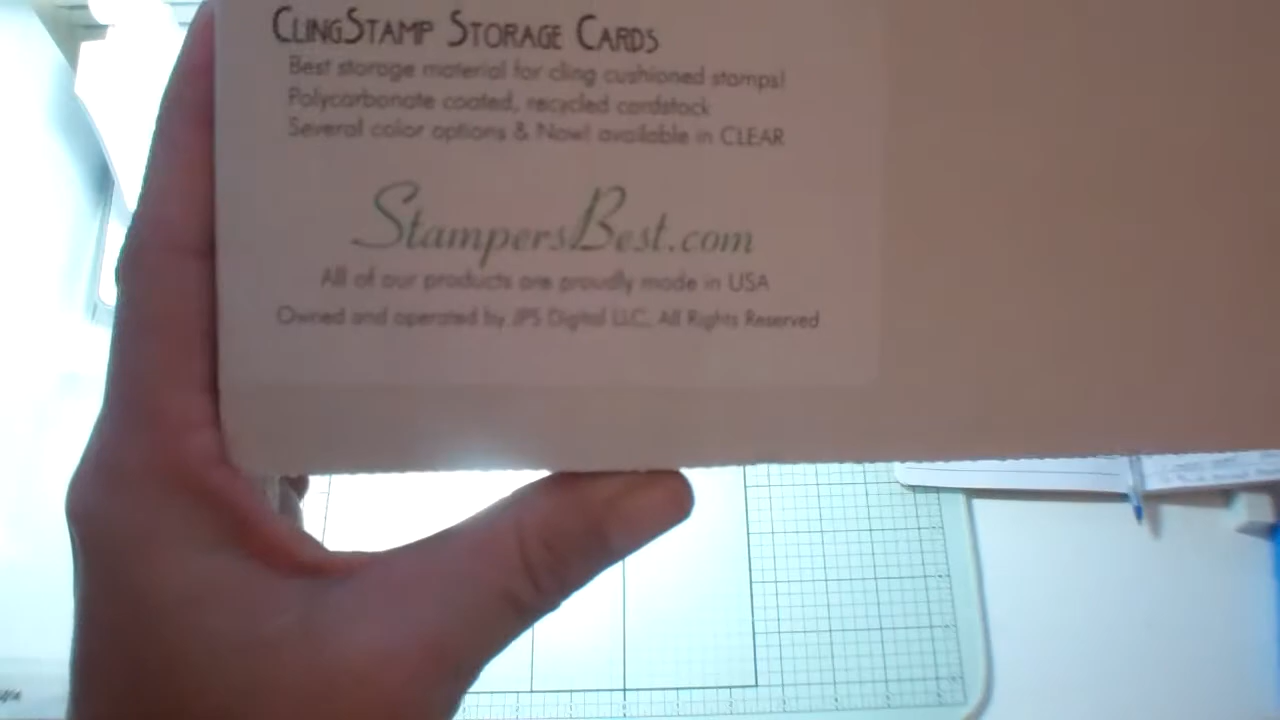 ClingStamp Storage Cards
Best storage material for cling cushioned stamps!
Polycarbonate coated, recycled cardstock
Several color options & Now! available in CLEAR
StampersBest.com
All of our products are proudly made in USA
Owned and operated by JPS Digital LLC, All Rights Reserved